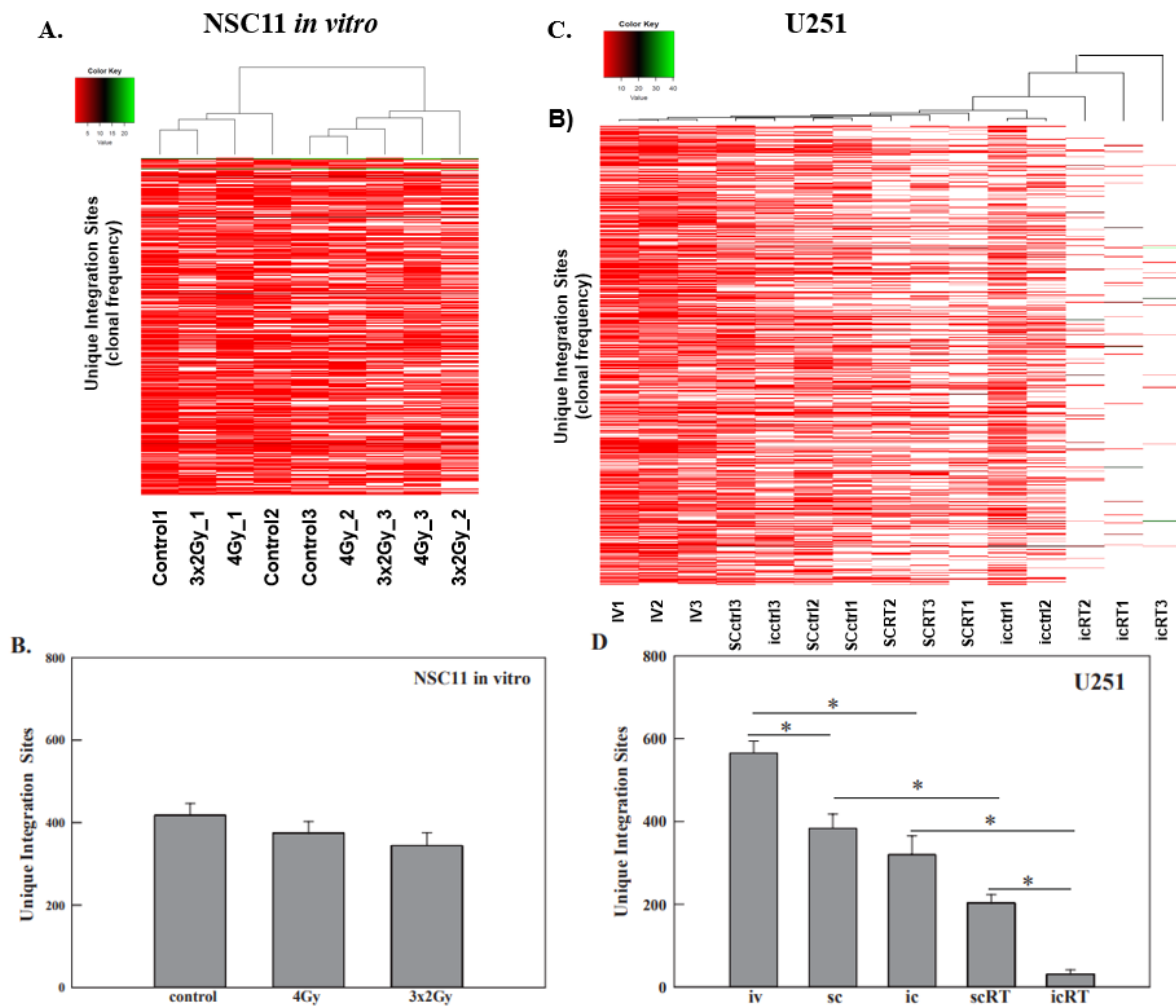 A.
NSC11 in vitro
Color Key
5 10 15 20
Value
Unique Integration Sites
(clonal frequency)
Control1
3x2Gy_1
4Gy_1
Control2
Control3
4Gy_2
3x2Gy_3
4Gy_3
3x2Gy_2
C.
U251
Color Key
10 20 30 40
Value
B)
Unique Integration Sites
(clonal frequency)
IV1
IV2
IV3
SCctrl3
icctrl3
SCctrl2
SCctrl1
SCRT2
SCRT3
SCRT1
icctrl1
icctrl2
icRT2
icRT1
icRT3
B.
NSC11 in vitro
Unique Integration Sites
800
600
400
200
0
control 4Gy 3x2Gy
D
U251
Unique Integration Sites
800
600
400
200
0
*
*
*
*
*
iv sc ic scRT icRT